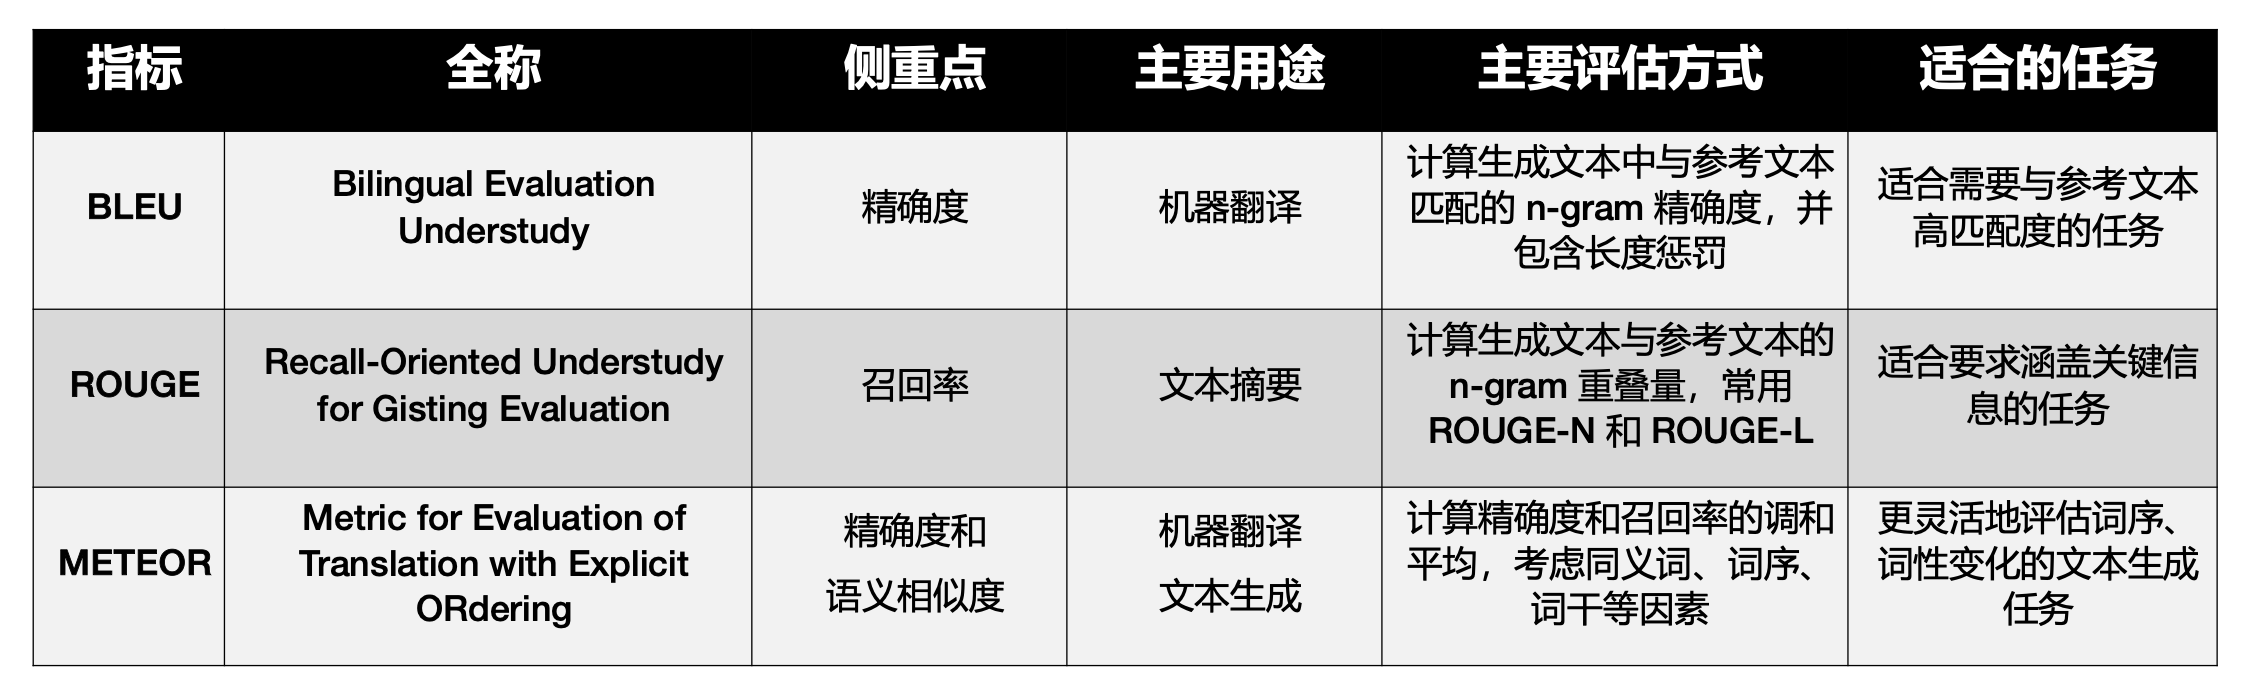 指标
全称
侧重点
主要用途
主要评估方式
适合的任务
BLEU
Bilingual Evaluation
Understudy
精确度
机器翻译
计算生成文本中与参考文本
匹配的 n-gram 精确度，并
包含长度惩罚
适合需要与参考文本
高匹配度的任务
ROUGE
Recall-Oriented Understudy
for Gisting Evaluation
召回率
文本摘要
计算生成文本与参考文本的
n-gram 重叠量，常用
ROUGE-N 和 ROUGE-L
适合要求涵盖关键信
息的任务
METEOR
Metric for Evaluation of
Translation with Explicit
ORdering
精确度和
语义相似度
机器翻译
文本生成
计算精确度和召回率的调和
平均，考虑同义词、词序、
词干等因素
更灵活地评估词序、
词性变化的文本生成
任务